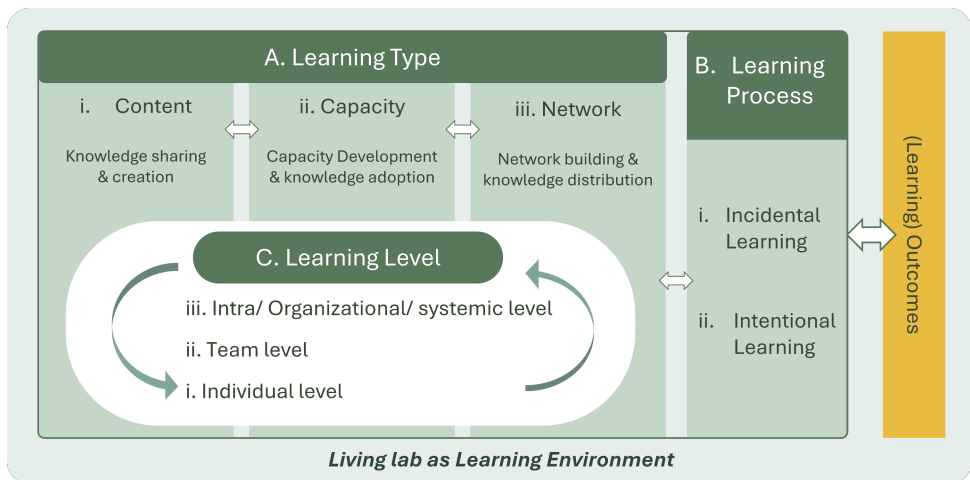 A. Learning Type
i. Content
Knowledge sharing
& creation
ii. Capacity
Capacity Development
& knowledge adoption
iii. Network
Network building &
knowledge distribution
C. Learning Level
iii. Intra/ Organizational/ systemic level
ii. Team level
i. Individual level
B. Learning
Process
i. Incidental
Learning
ii. Intentional
Learning
(Learning) Outcomes
Living lab as Learning Environment